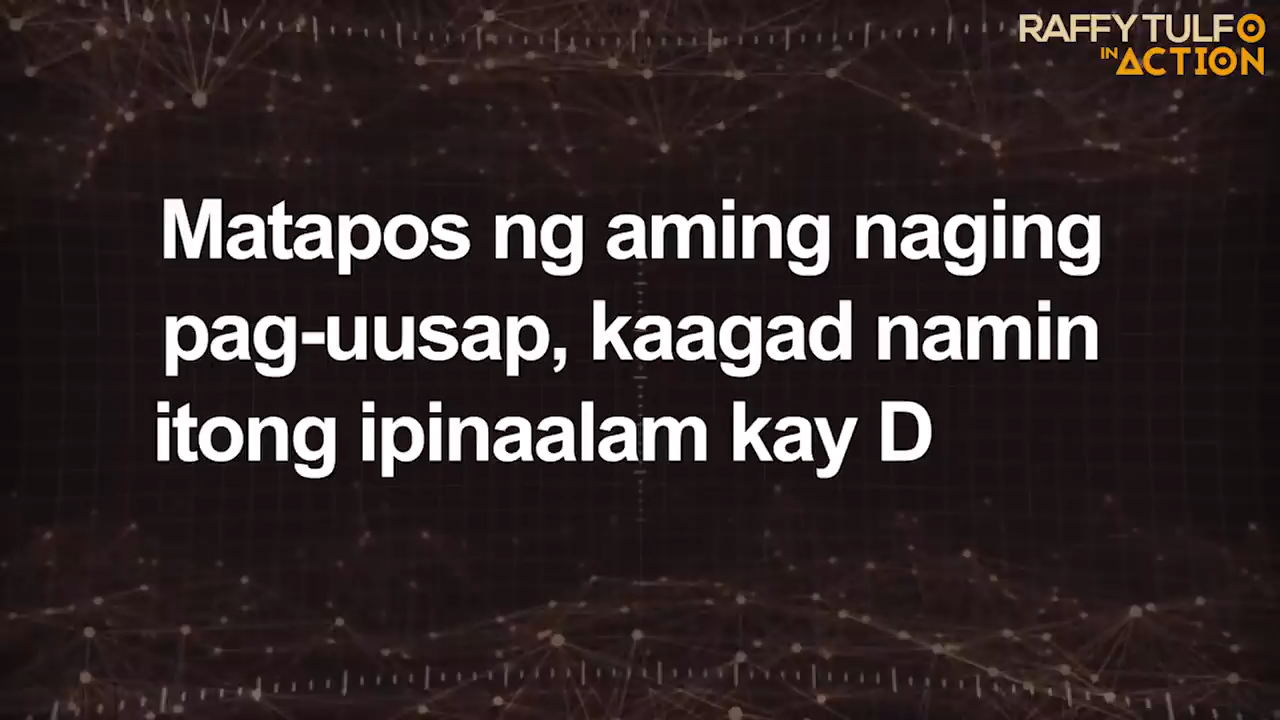 RAFFY TULFO
IN ACTION
Matapos ng aming naging
pag-uusap, kaagad namin
itong ipinaalam kay D